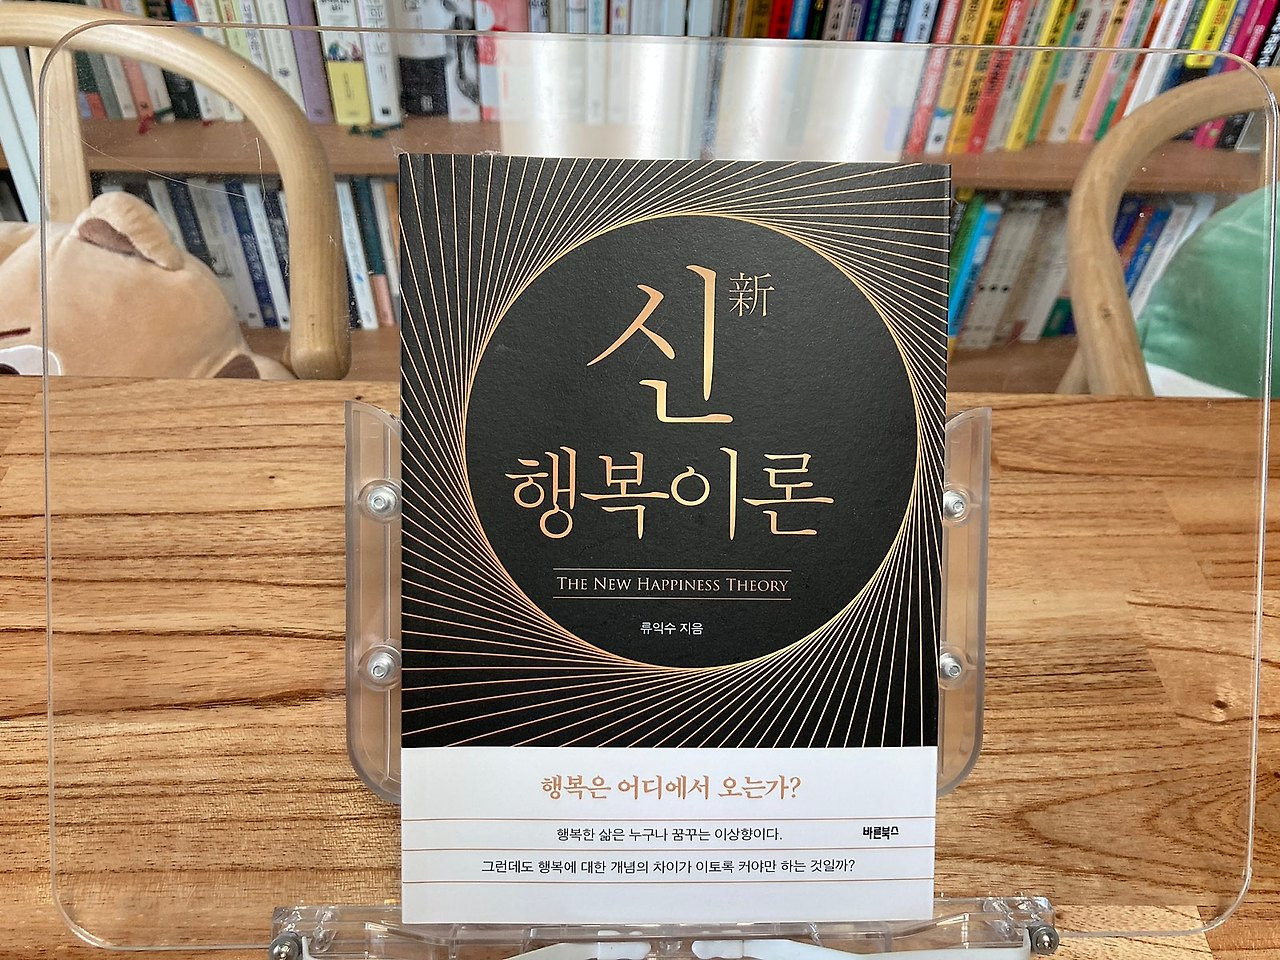 신 新
행복이론
THE NEW HAPPINESS THEORY
류익수 지음
행복은 어디에서 오는가?
행복한 삶은 누구나 꿈꾸는 이상향이다.
바른북스
그런데도 행복에 대한 개념의 차이가 이토록 커야만 하는 것일까?